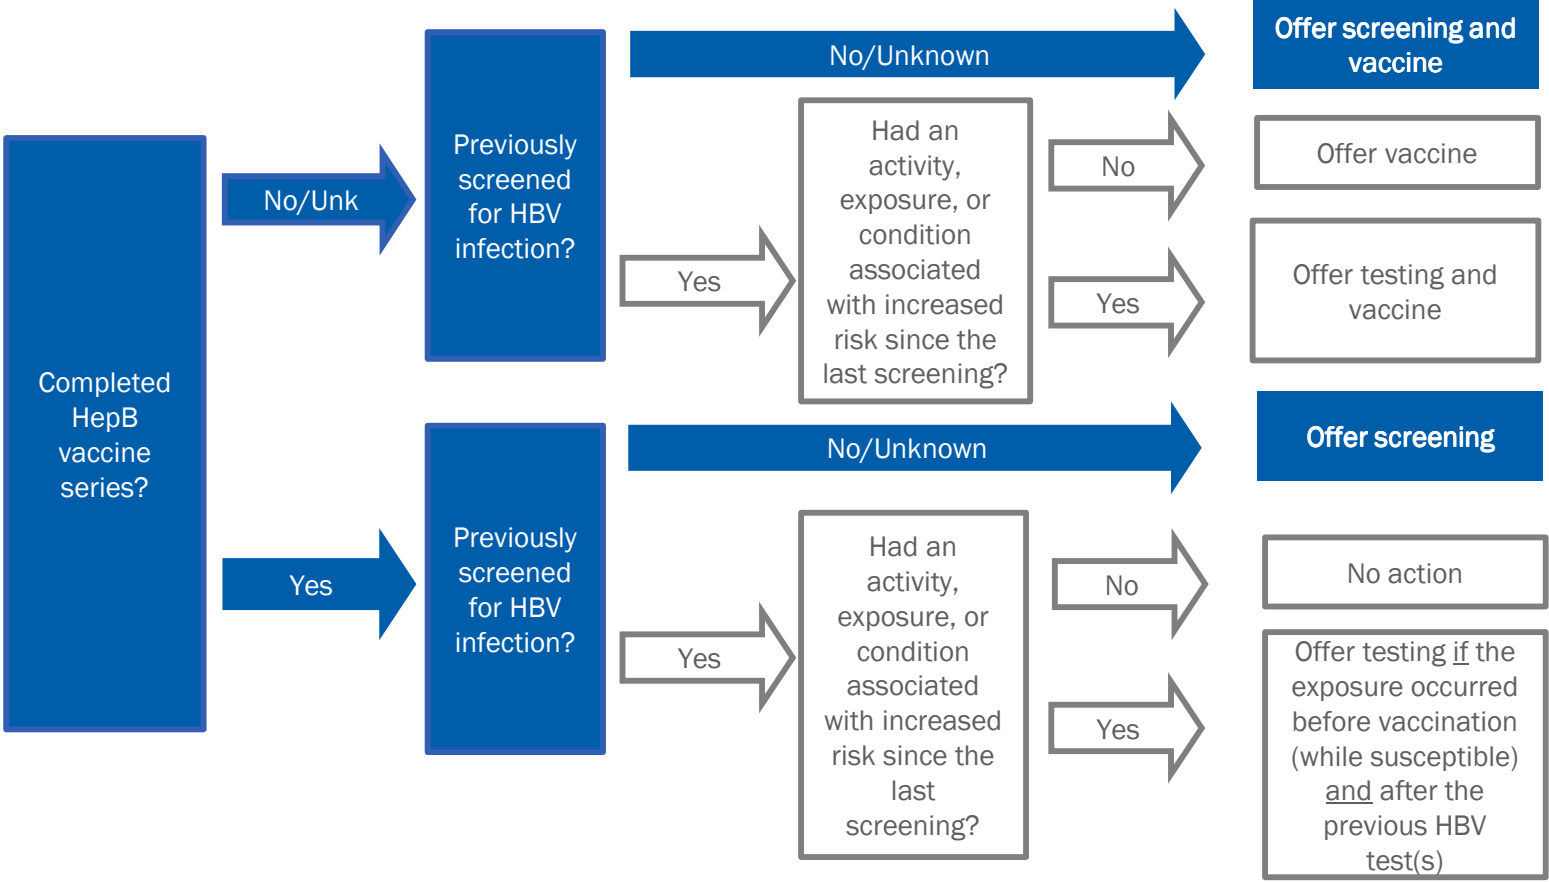 Completed
HepB
vaccine
series?
No/Unk
Previously
screened
for HBV
infection?
No/Unknown
Offer screening and
vaccine
Yes
Had an
activity,
exposure, or
condition
associated
with increased
risk since the
last screening?
No
Offer vaccine
Yes
Offer testing and
vaccine
Yes
Previously
screened
for HBV
infection?
No/Unknown
Offer screening
Yes
Had an
activity,
exposure, or
condition
associated
with increased
risk since the
last
screening?
No
No action
Yes
Offer testing if the
exposure occurred
before vaccination
(while susceptible)
and after the
previous HBV
test(s)